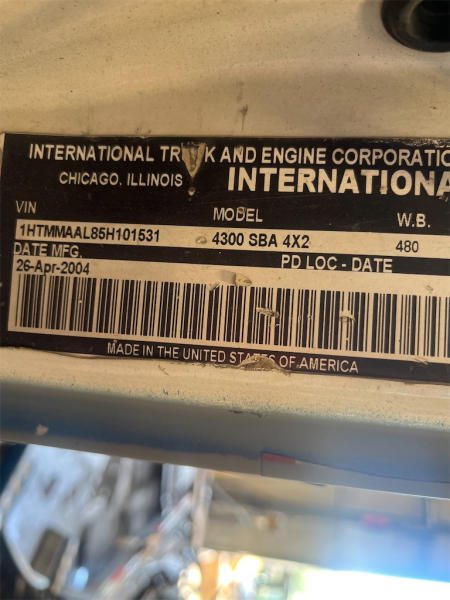 INTERNATIONAL TR K AND ENGINE CORPORATIO
CHICAGO, ILLINOIS INTERNATIONA
VIN MODEL W.B.
1HTMMAAL85H101531 4300 SBA 4X2 480
DATE MFG. PD LOC - DATE
26-Apr-2004
MADE IN THE UNITED STATES OF AMERICA